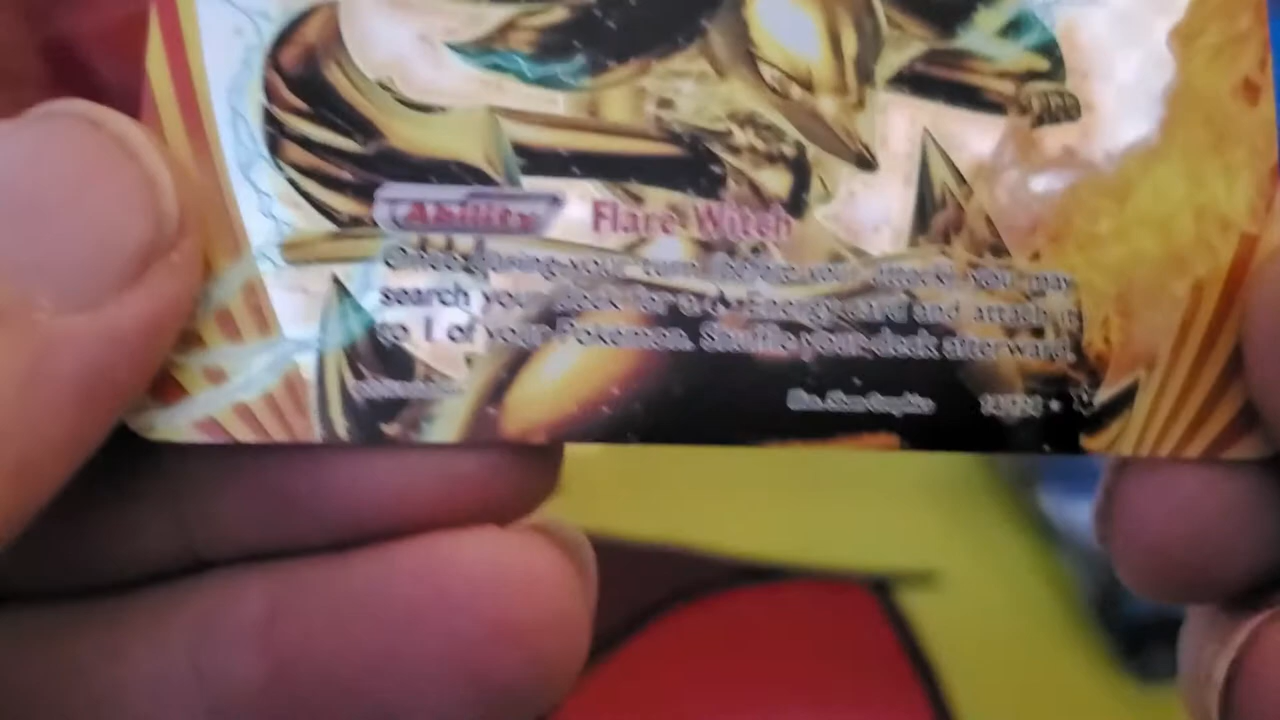 Ability Flare Witch
Once during your turn (before your attack), you may
search your deck for a Energy card and attach it
to 1 of your Pokémon. Shuffle your deck afterward.